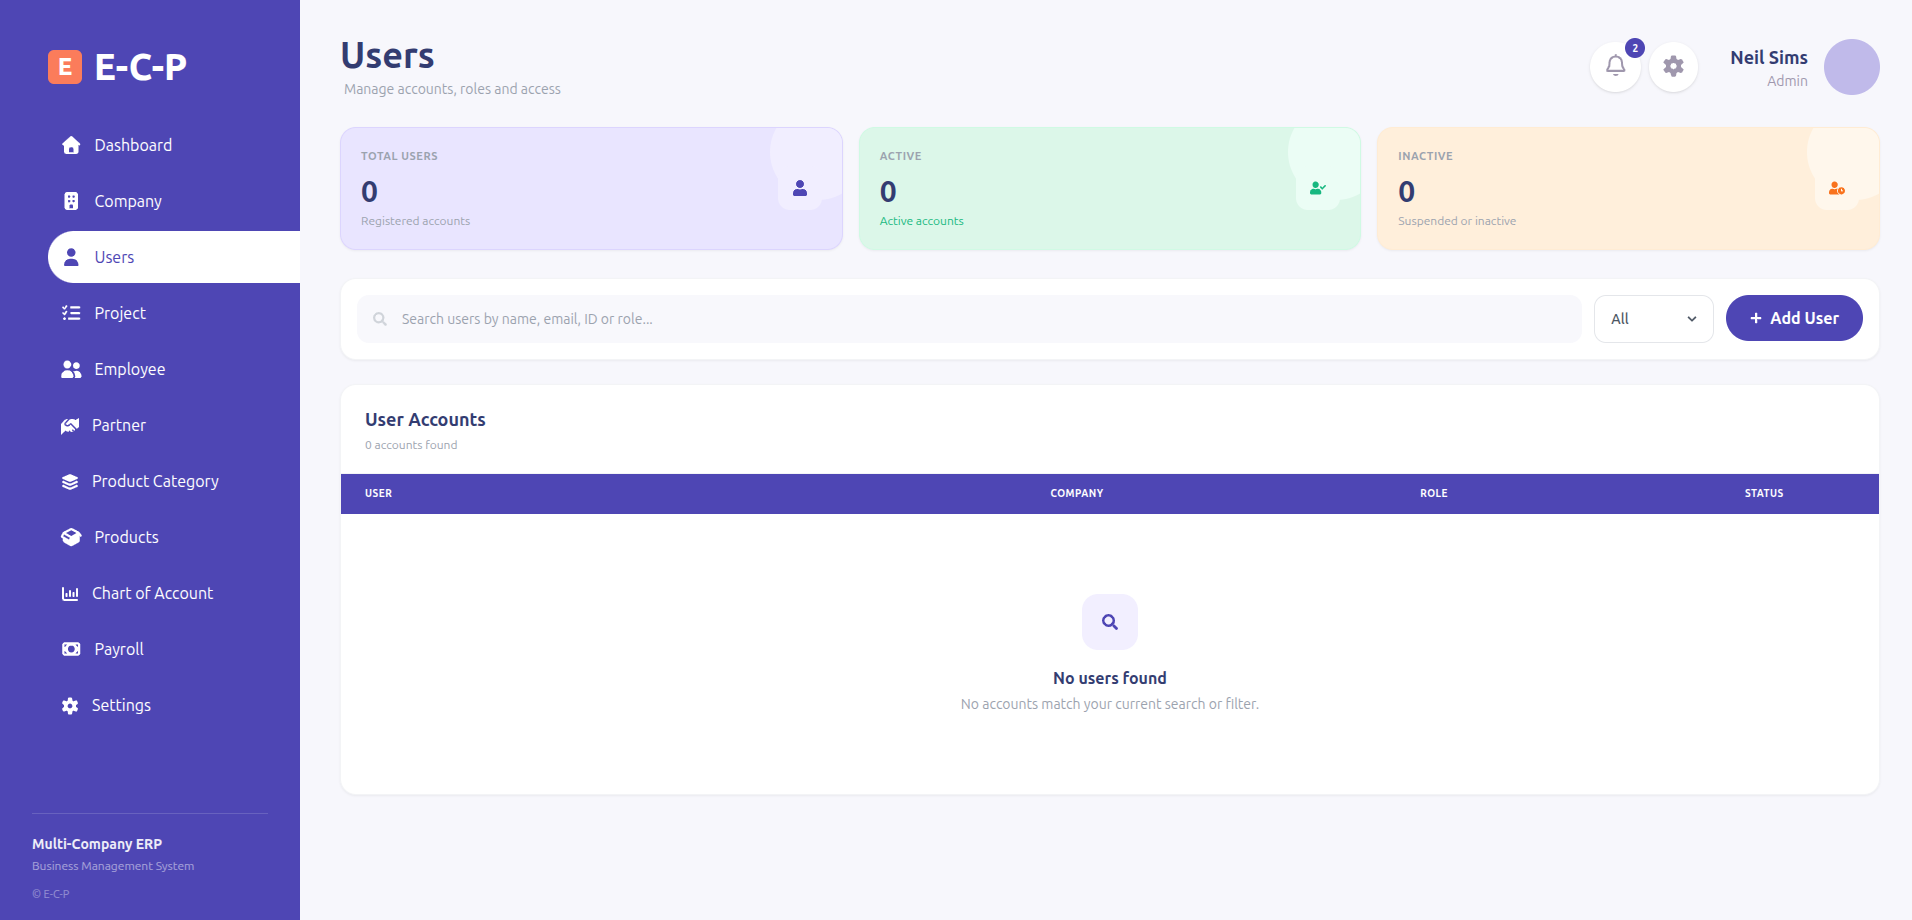 E E-C-P
Dashboard
Company
Users
Project
Employee
Partner
Product Category
Products
Chart of Account
Payroll
Settings
Multi-Company ERP
Business Management System
© E-C-P
Users
Manage accounts, roles and access
2
Neil Sims
Admin
TOTAL USERS
0
Registered accounts
ACTIVE
0
Active accounts
INACTIVE
0
Suspended or inactive
Search users by name, email, ID or role...
All
+ Add User
User Accounts
0 accounts found
USER COMPANY ROLE STATUS
No users found
No accounts match your current search or filter.